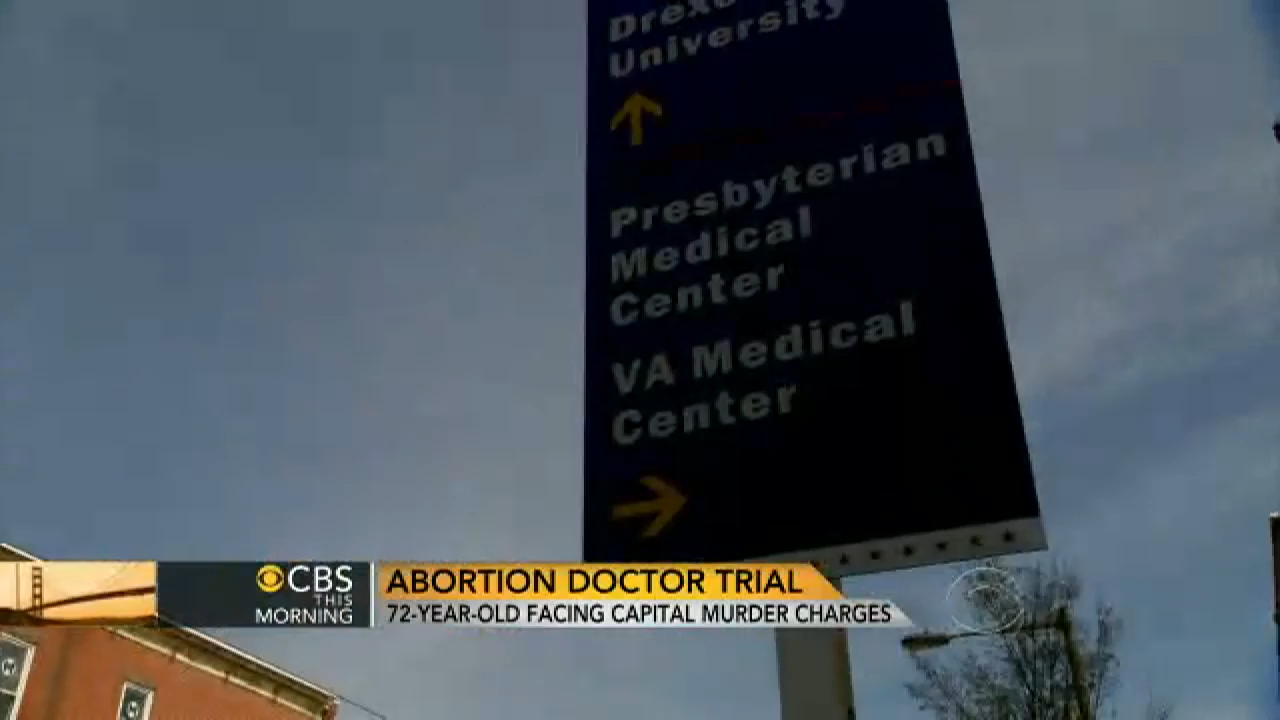 University
Presbyterian
Medical
Center
VA Medical
Center
CBS
THIS
MORNING
ABORTION DOCTOR TRIAL
72-YEAR-OLD FACING CAPITAL MURDER CHARGES